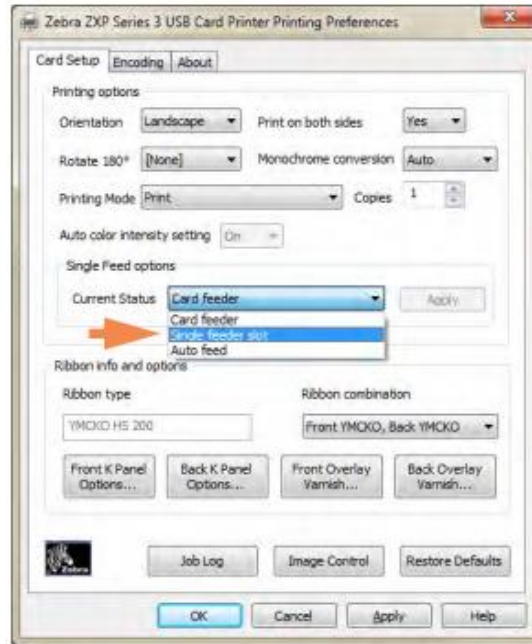 Zebra ZXP Series 3 USB Card Printer Printing Preferences
Card Setup Encoding About
Printing options
Orientation Landscape Print on both sides Yes
Rotate 180° [None] Monochrome conversion Auto
Printing Mode Print Copies 1
Auto color intensity setting On
Single Feed options
Current Status Card feeder Apply
Card feeder
Single feeder slot
Auto feed
Ribbon info and options
Ribbon type Ribbon combination
YMCKO HS 200 Front YMCKO, Back YMCKO
Front K Panel Back K Panel Front Overlay Back Overlay
Options... Options... Varnish... Varnish...
Zebra Job Log Image Control Restore Defaults
OK Cancel Apply Help